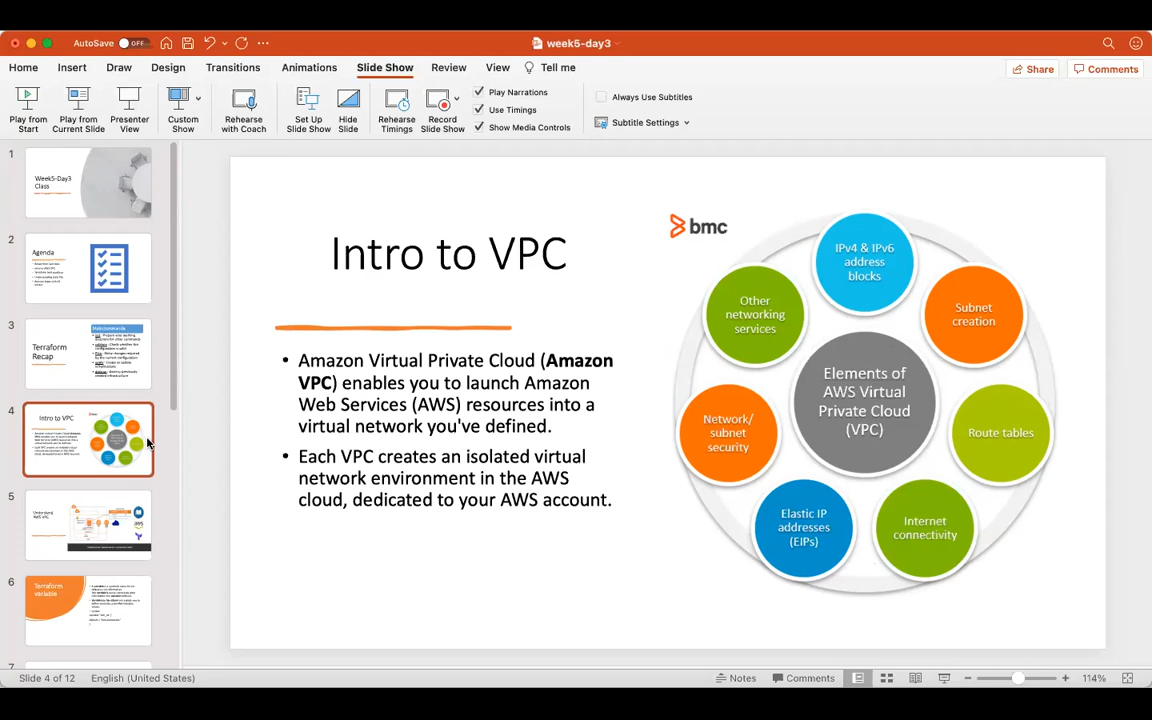 AutoSave OFF
week5-day3
Home Insert Draw Design Transitions Animations Slide Show Review View Tell me
Share Comments
Play from Start
Play from Current Slide
Presenter View
Custom Show
Rehearse with Coach
Set Up Slide Show
Hide Slide
Play Narrations
Use Timings
Show Media Controls
Rehearse Timings
Record Slide Show
Always Use Subtitles
Subtitle Settings
1
Week5-Day3
Class
2
Agenda
3
Terraform
Recap
4
Intro to VPC
5
Understand
AWS VPC
6
Terraform
variable
7
Intro to VPC
• Amazon Virtual Private Cloud (Amazon
VPC) enables you to launch Amazon
Web Services (AWS) resources into a
virtual network you've defined.
• Each VPC creates an isolated virtual
network environment in the AWS
cloud, dedicated to your AWS account.
bmc
IPv4 & IPv6
address
blocks
Other
networking
services
Subnet
creation
Elements of
AWS Virtual
Private Cloud
(VPC)
Network/
subnet
security
Route tables
Elastic IP
addresses
(EIPs)
Internet
connectivity
Slide 4 of 12 English (United States)
Notes Comments 114%